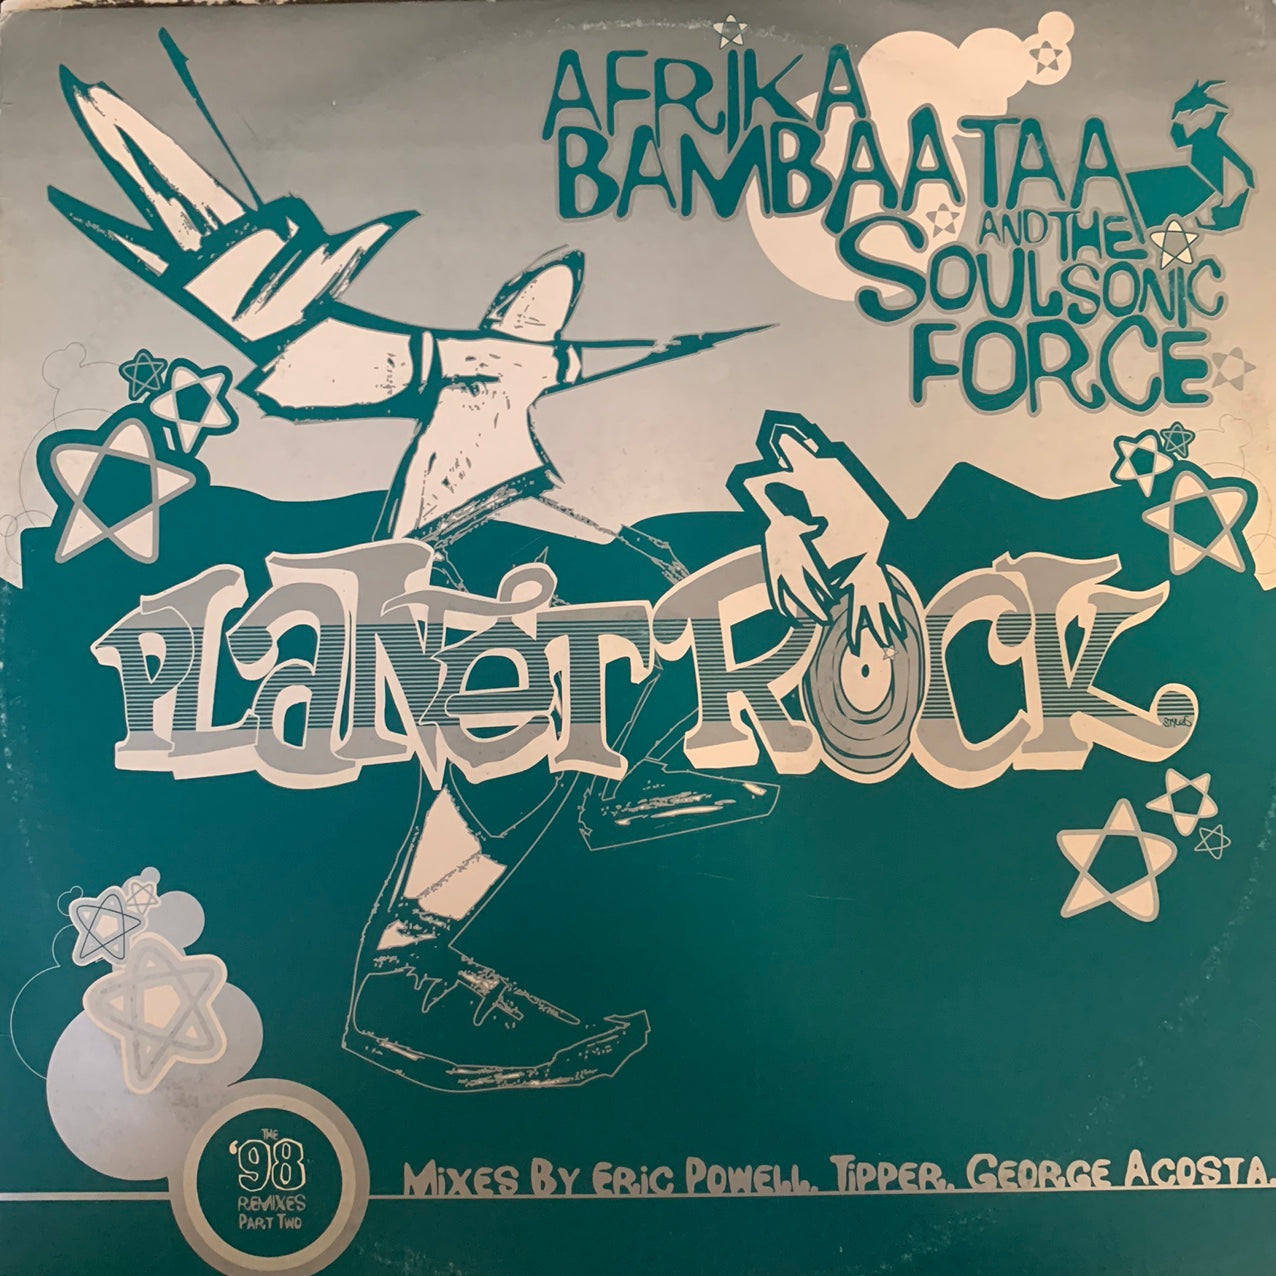 AFRIKA
BAMBAATAA
AND THE
SOULSONIC
FORCE
PLANET ROCK
STYLES
THE
'98
REMIXES
PART TWO
MIXES BY ERIC POWELL. TIPPER. GEORGE ACOSTA.